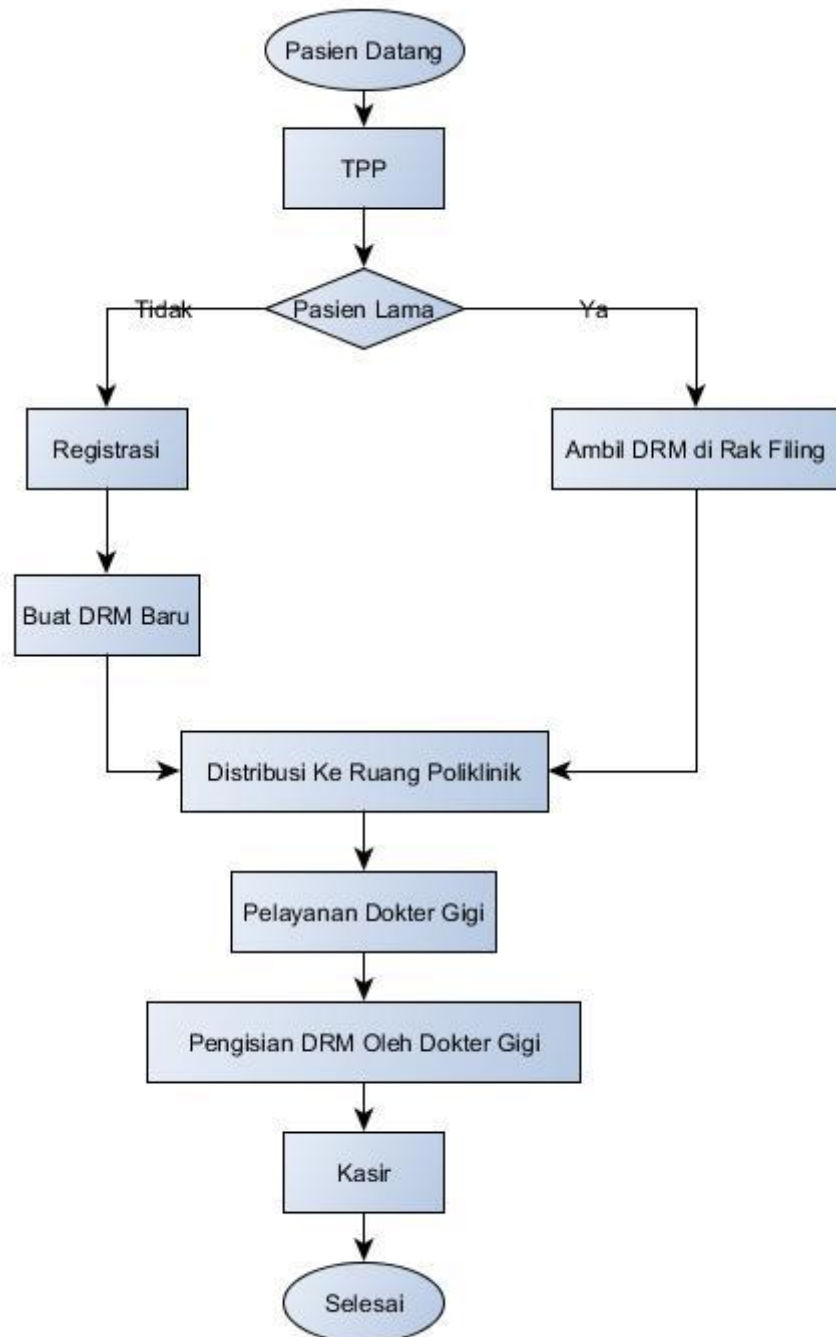 Pasien Datang
TPP
Tidak
Pasien Lama
Ya
Registrasi
Ambil DRM di Rak Filing
Buat DRM Baru
Distribusi Ke Ruang Poliklinik
Pelayanan Dokter Gigi
Pengisian DRM Oleh Dokter Gigi
Kasir
Selesai